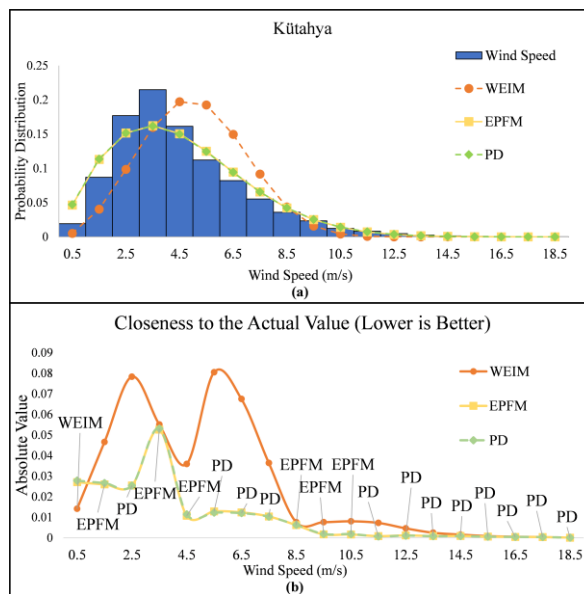 Kütahya
Probability Distribution
0.25
0.2
0.15
0.1
0.05
0
Wind Speed
WEIM
EPFM
PD
0.5 2.5 4.5 6.5 8.5 10.5 12.5 14.5 16.5 18.5
Wind Speed (m/s)
(a)
Closeness to the Actual Value (Lower is Better)
Absolute Value
0.09
0.08
0.07
0.06
0.05
0.04
0.03
0.02
0.01
0
WEIM
EPFM
PD
WEIM
EPFM
PD
EPFM
EPFM
PD
PD
PD
EPFM
EPFM
EPFM
PD
PD
PD
PD
PD
PD
PD
PD
0.5 2.5 4.5 6.5 8.5 10.5 12.5 14.5 16.5 18.5
Wind Speed (m/s)
(b)